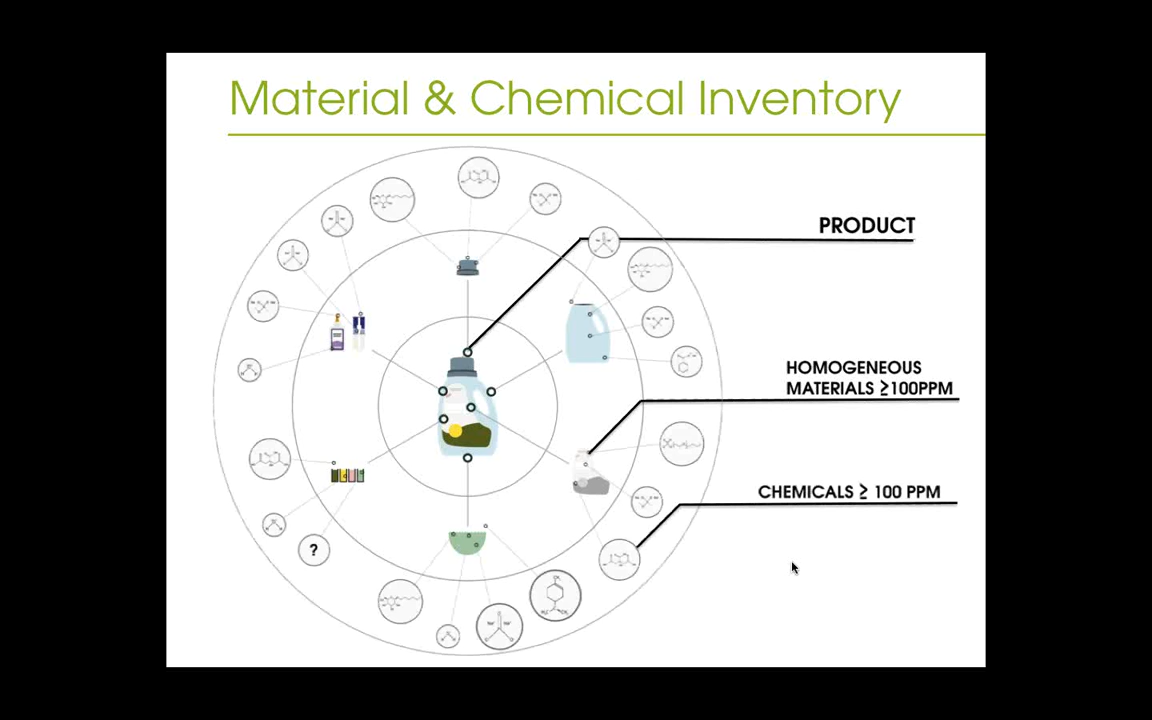 Material & Chemical Inventory
PRODUCT
HOMOGENEOUS
MATERIALS ≥100PPM
CHEMICALS ≥ 100 PPM
?